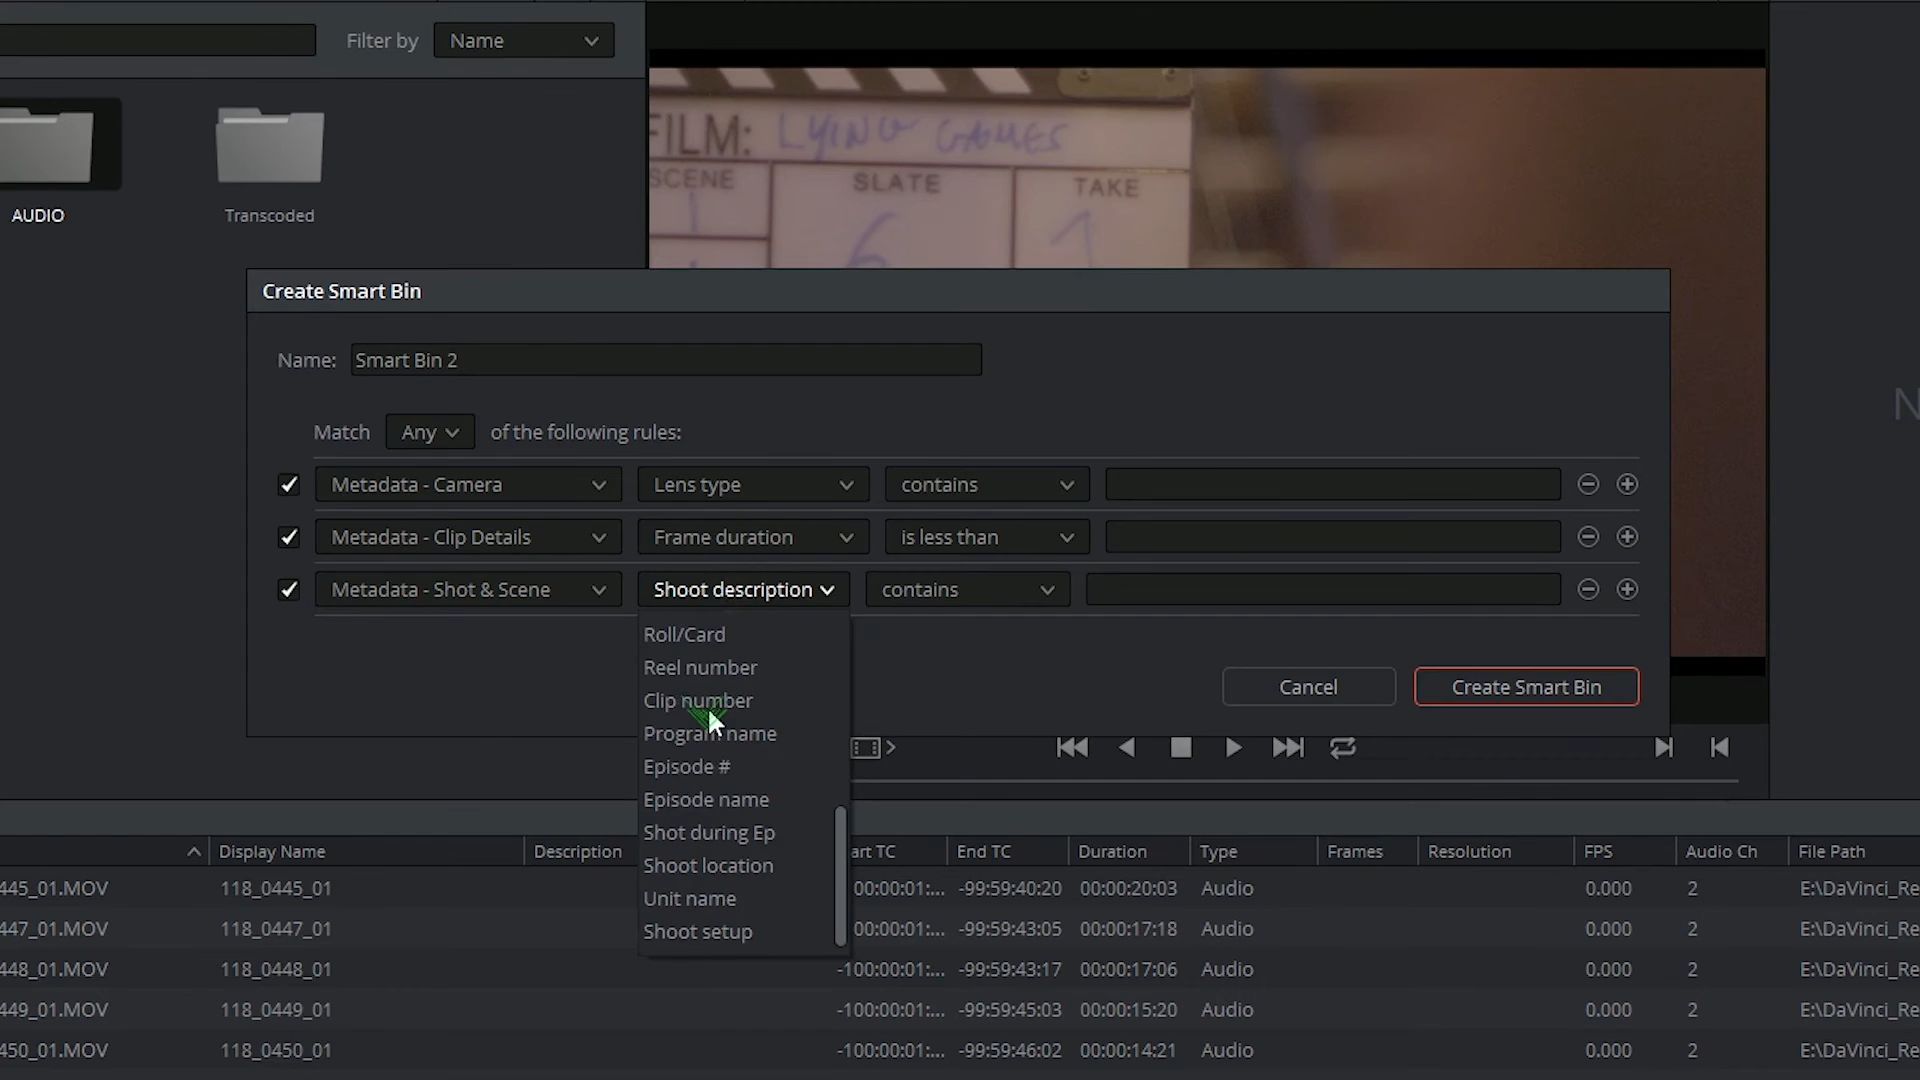 Filter by Name
AUDIO
Transcoded
FILM: LYING GAMES
SCENE SLATE TAKE
1 6 7
Create Smart Bin
Name: Smart Bin 2
Match Any of the following rules:
Metadata - Camera Lens type contains
Metadata - Clip Details Frame duration is less than
Metadata - Shot & Scene Shoot description contains
Roll/Card
Reel number
Clip number
Program name
Episode #
Episode name
Shot during Ep
Shoot location
Unit name
Shoot setup
Cancel Create Smart Bin
Display Name Description art TC End TC Duration Type Frames Resolution FPS Audio Ch File Path
445_01.MOV 118_0445_01 00:00:01:... -99:59:40:20 00:00:20:03 Audio 0.000 2 E:\DaVinci_Re
447_01.MOV 118_0447_01 00:00:01:... -99:59:43:05 00:00:17:18 Audio 0.000 2 E:\DaVinci_Re
448_01.MOV 118_0448_01 -100:00:01:... -99:59:43:17 00:00:17:06 Audio 0.000 2 E:\DaVinci_Re
449_01.MOV 118_0449_01 -100:00:01:... -99:59:45:03 00:00:15:20 Audio 0.000 2 E:\DaVinci_Re
450_01.MOV 118_0450_01 -100:00:01:... -99:59:46:02 00:00:14:21 Audio 0.000 2 E:\DaVinci_Re